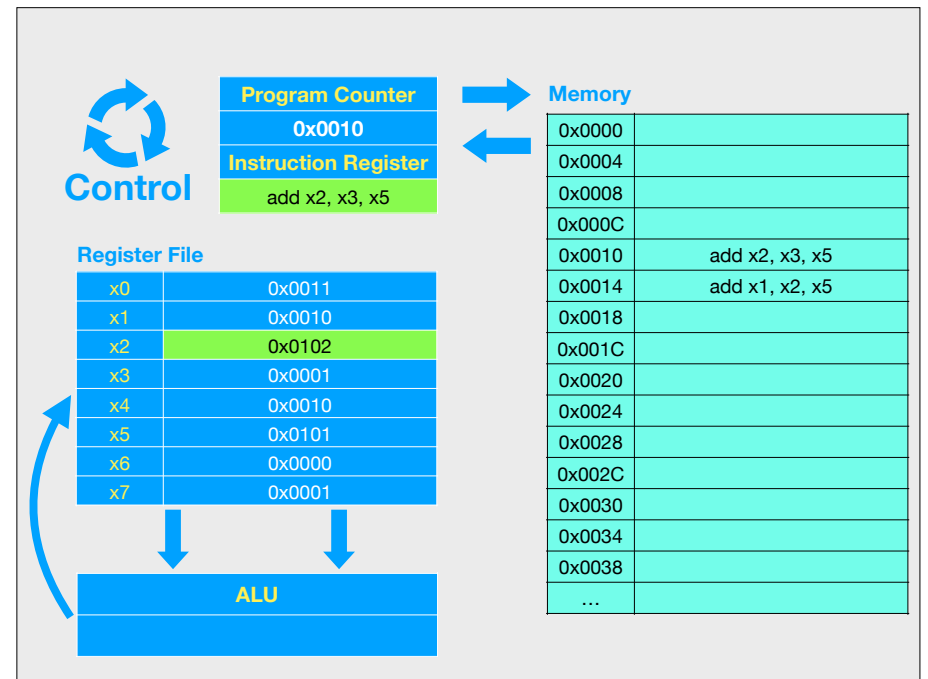 Program Counter
0x0010
Instruction Register
add x2, x3, x5
Control
Register File
x0 0x0011
x1 0x0010
x2 0x0102
x3 0x0001
x4 0x0010
x5 0x0101
x6 0x0000
x7 0x0001
ALU
Memory
0x0000
0x0004
0x0008
0x000C
0x0010 add x2, x3, x5
0x0014 add x1, x2, x5
0x0018
0x001C
0x0020
0x0024
0x0028
0x002C
0x0030
0x0034
0x0038
…